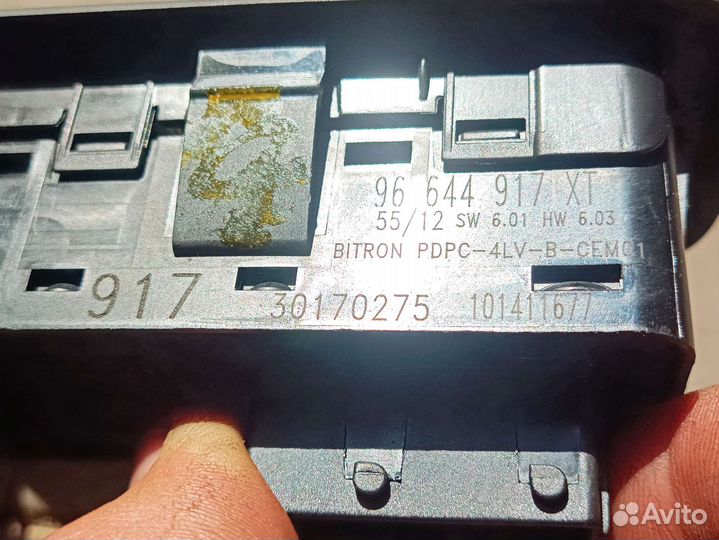 96 644 917 XT
55/12 SW 6.01 HW 6.03
BITRON PDPC-4LV-B-CEMC1
917
30170275
101411677
Avito